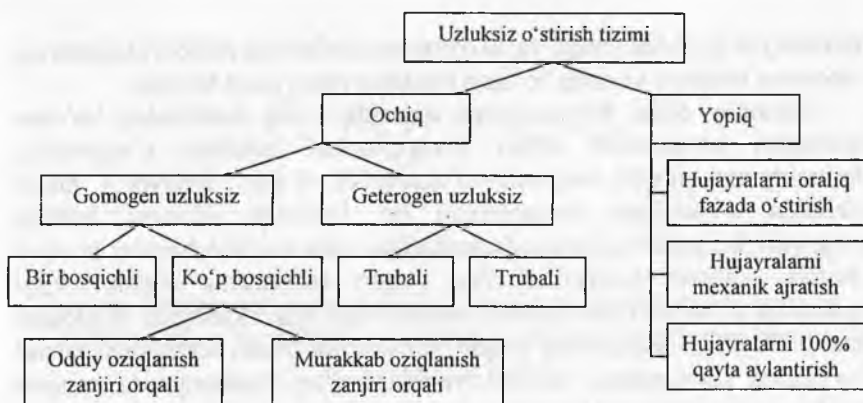 Uzluksiz o‘stirish tizimi
Ochiq
Yopiq
Gomogen uzluksiz
Geterogen uzluksiz
Hujayralarni oraliq
fazada o‘stirish
Bir bosqichli
Ko‘p bosqichli
Trubali
Trubali
Hujayralarni
mexanik ajratish
Oddiy oziqlanish
zanjiri orqali
Murakkab oziqlanish
zanjiri orqali
Hujayralarni 100%
qayta aylantirish